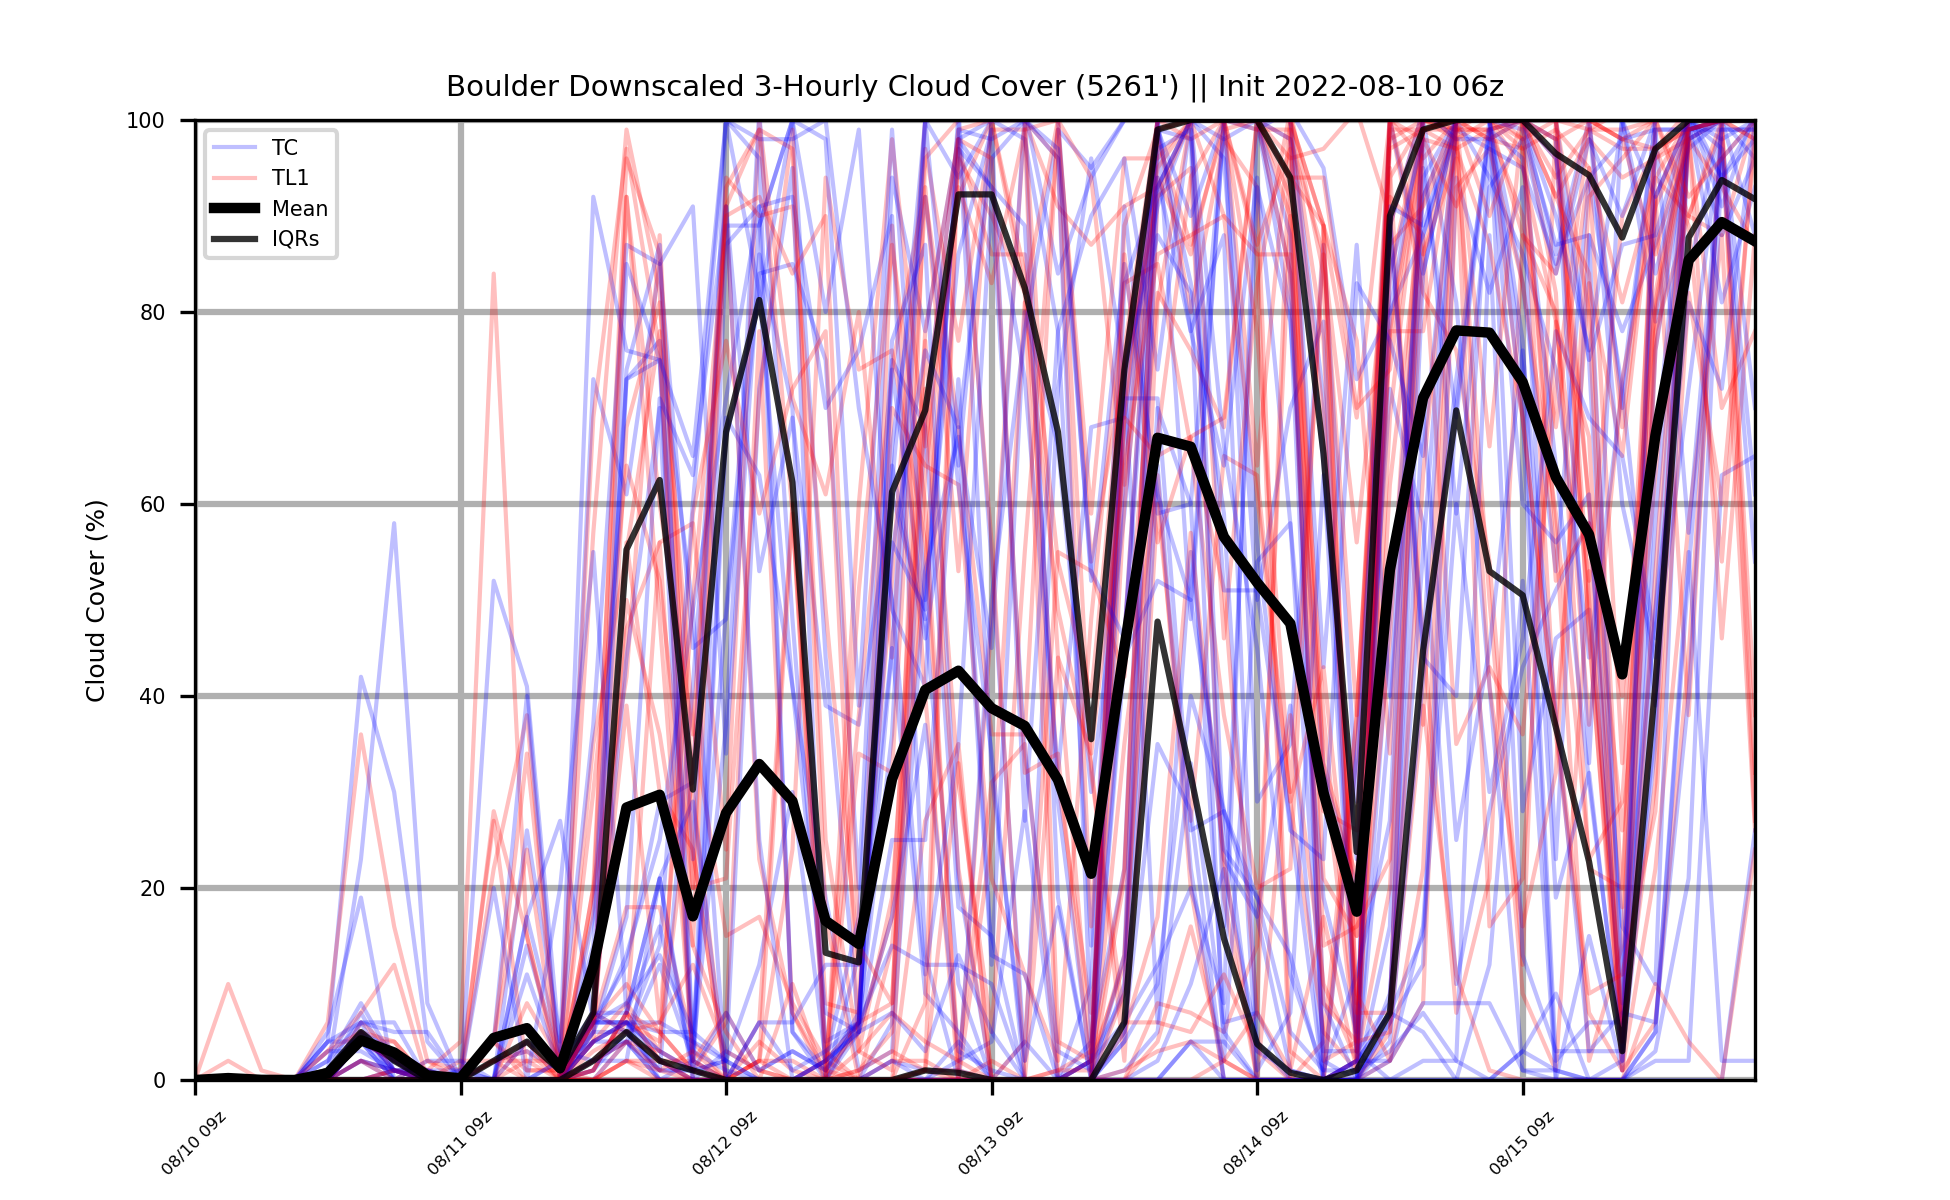 Boulder Downscaled 3-Hourly Cloud Cover (5261') || Init 2022-08-10 06z
100
80
60
40
20
0
Cloud Cover (%)
TC
TL1
Mean
IQRs
08/10 09z
08/11 09z
08/12 09z
08/13 09z
08/14 09z
08/15 09z